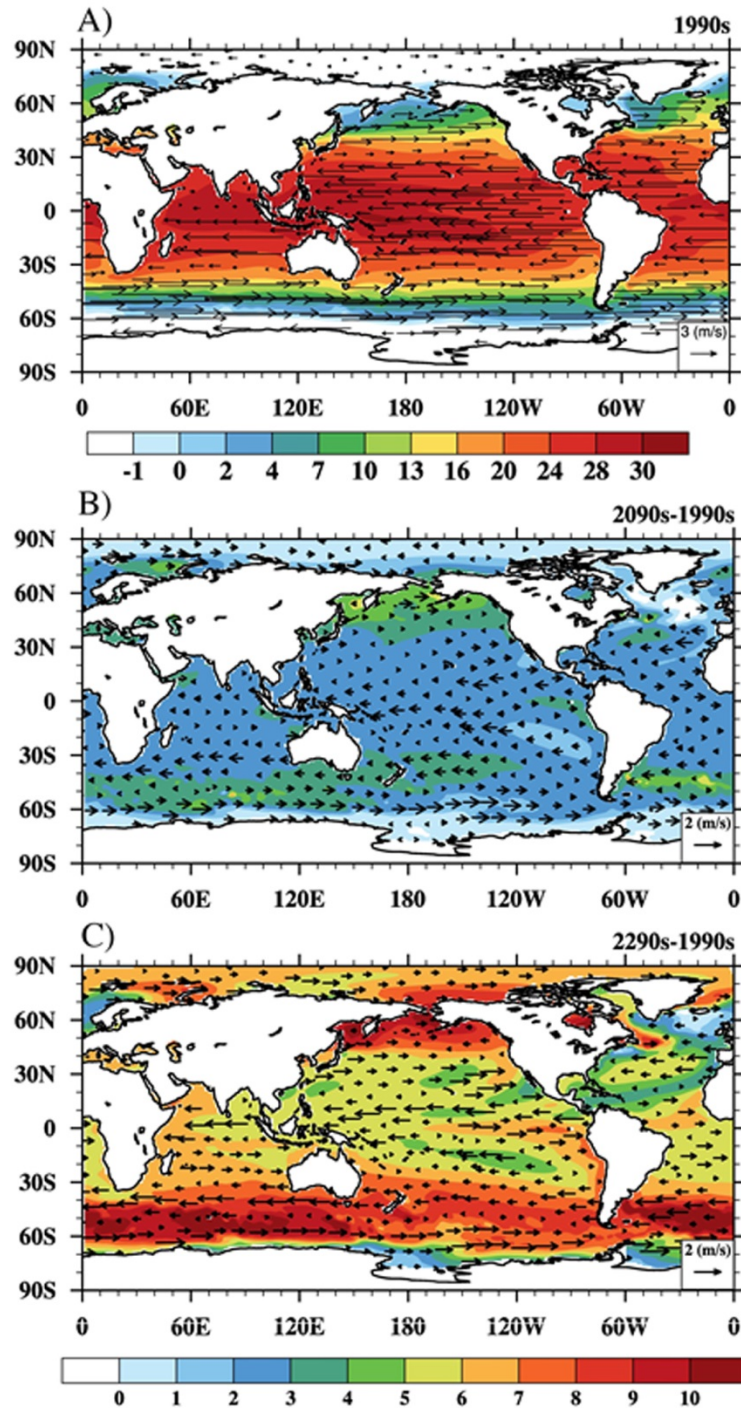 A) 1990s
90N
60N
30N
0
30S
60S
90S
3 (m/s)
0 60E 120E 180 120W 60W 0
-1 0 2 4 7 10 13 16 20 24 28 30
B) 2090s-1990s
90N
60N
30N
0
30S
60S
90S
2 (m/s)
0 60E 120E 180 120W 60W 0
C) 2290s-1990s
90N
60N
30N
0
30S
60S
90S
2 (m/s)
0 60E 120E 180 120W 60W 0
0 1 2 3 4 5 6 7 8 9 10